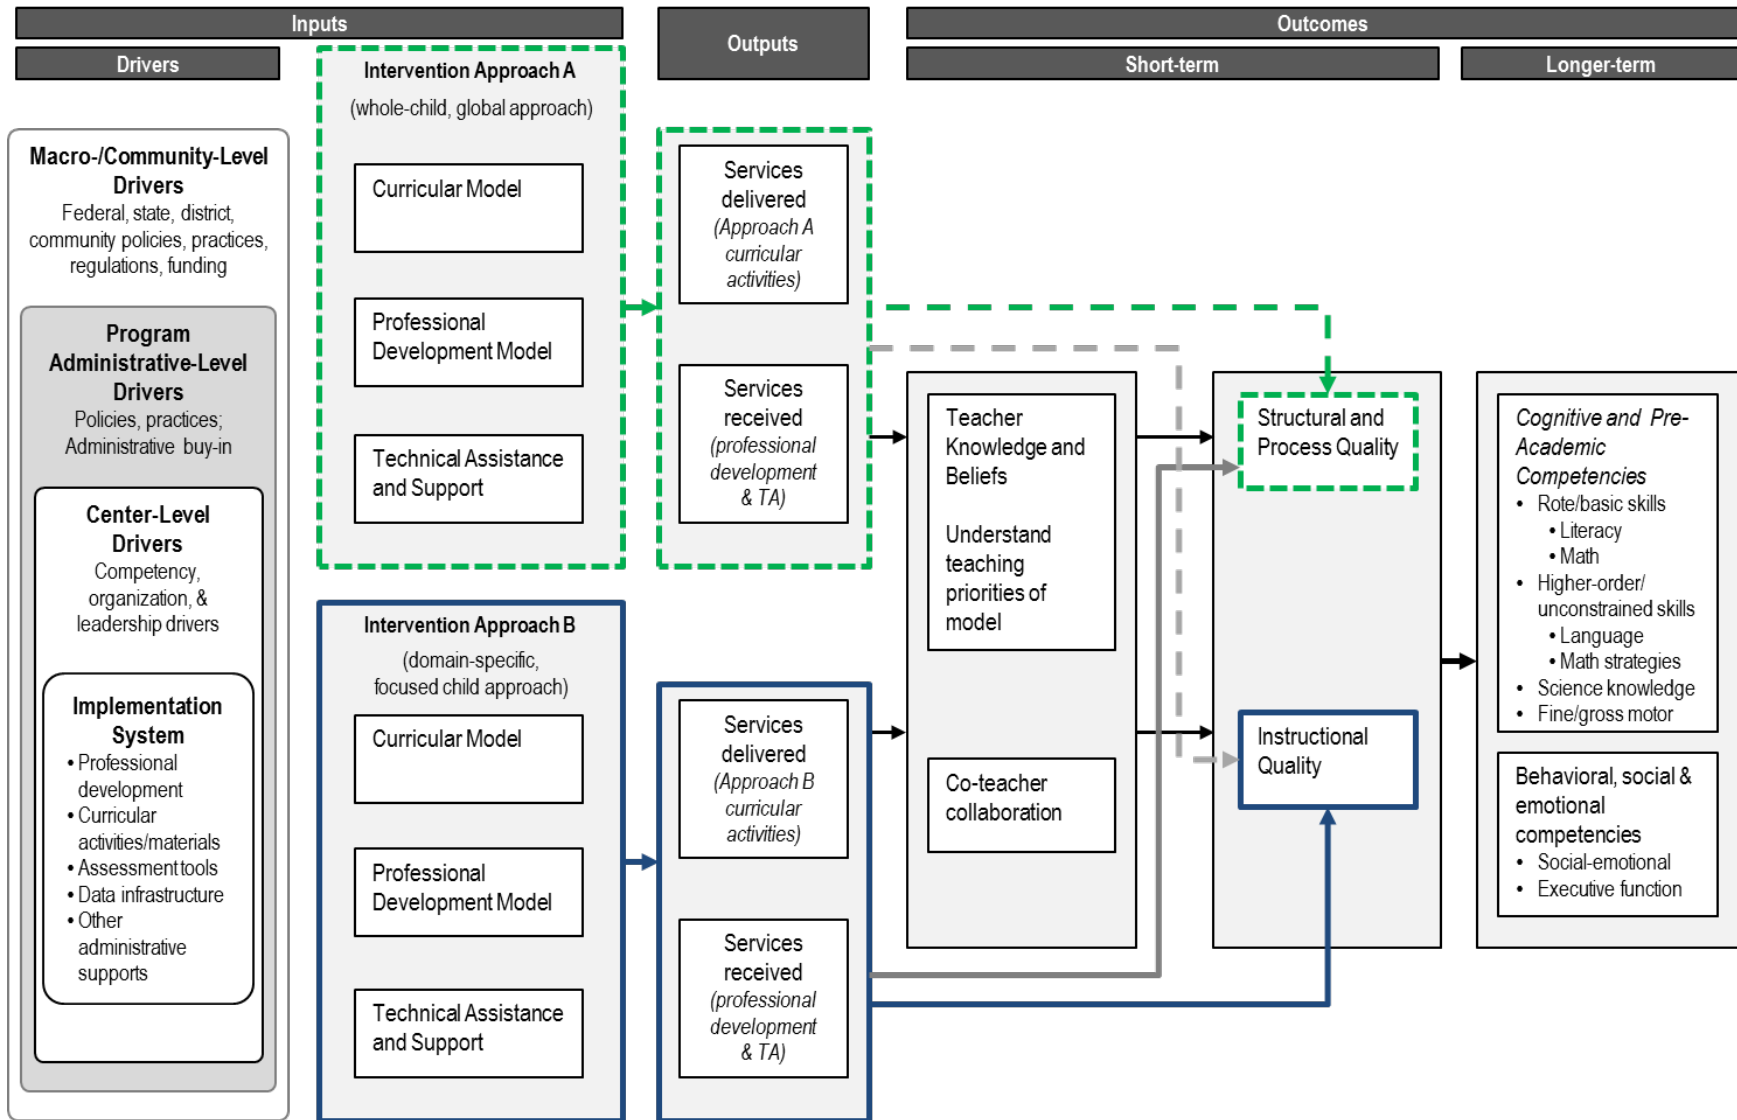 Inputs
Outputs
Outcomes
Drivers
Short-term
Longer-term
Macro-/Community-Level
Drivers
Federal, state, district,
community policies, practices,
regulations, funding
Program
Administrative-Level
Drivers
Policies, practices;
Administrative buy-in
Center-Level
Drivers
Competency,
organization, &
leadership drivers
Implementation
System
• Professional
development
• Curricular
activities/materials
• Assessment tools
• Data infrastructure
• Other
administrative
supports
Intervention Approach A
(whole-child, global approach)
Curricular Model
Professional
Development Model
Technical Assistance
and Support
Intervention Approach B
(domain-specific,
focused child approach)
Curricular Model
Professional
Development Model
Technical Assistance
and Support
Services
delivered
(Approach A
curricular
activities)
Services
received
(professional
development
& TA)
Services
delivered
(Approach B
curricular
activities)
Services
received
(professional
development
& TA)
Teacher
Knowledge and
Beliefs
Understand
teaching
priorities of
model
Co-teacher
collaboration
Structural and
Process Quality
Instructional
Quality
Cognitive and Pre-
Academic
Competencies
• Rote/basic skills
• Literacy
• Math
• Higher-order/
unconstrained skills
• Language
• Math strategies
• Science knowledge
• Fine/gross motor
Behavioral, social &
emotional
competencies
• Social-emotional
• Executive function